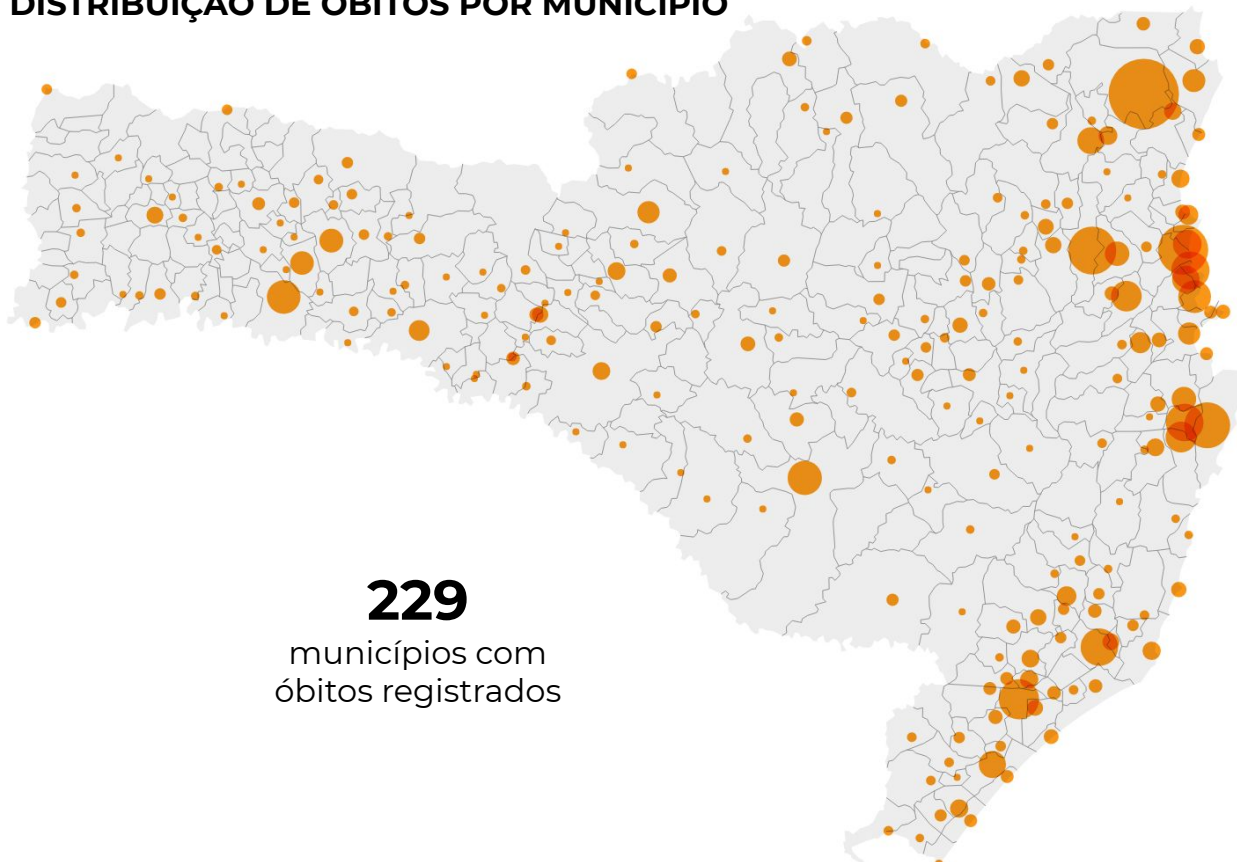 DISTRIBUIÇÃO DE ÓBITOS POR MUNICÍPIO
229
municípios com
óbitos registrados